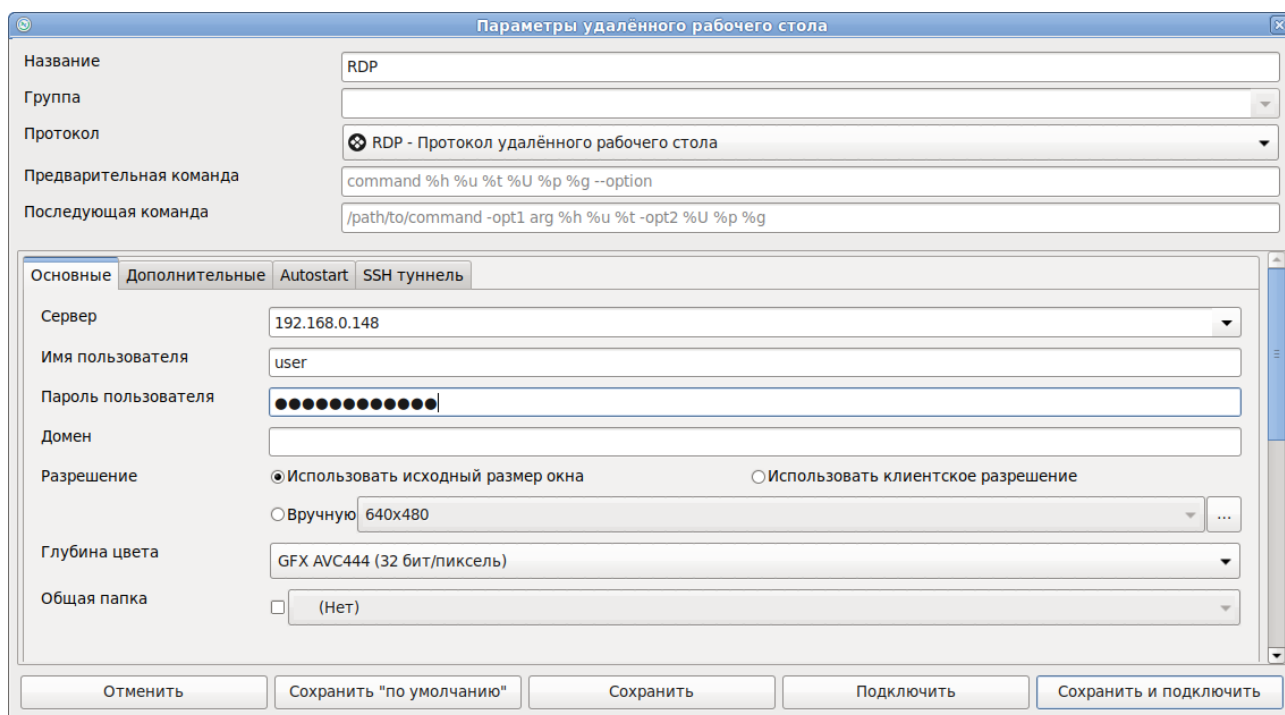 Параметры удалённого рабочего стола
Название RDP
Группа
Протокол RDP - Протокол удалённого рабочего стола
Предварительная команда command %h %u %t %U %p %g --option
Последующая команда /path/to/command -opt1 arg %h %u %t -opt2 %U %p %g
Основные Дополнительные Autostart SSH туннель
Сервер 192.168.0.148
Имя пользователя user
Пароль пользователя ●●●●●●●●●●●●
Домен
Разрешение Использовать исходный размер окна Использовать клиентское разрешение
Вручную 640x480 ...
Глубина цвета GFX AVC444 (32 бит/пиксель)
Общая папка (Нет)
Отменить Сохранить "по умолчанию" Сохранить Подключить Сохранить и подключить